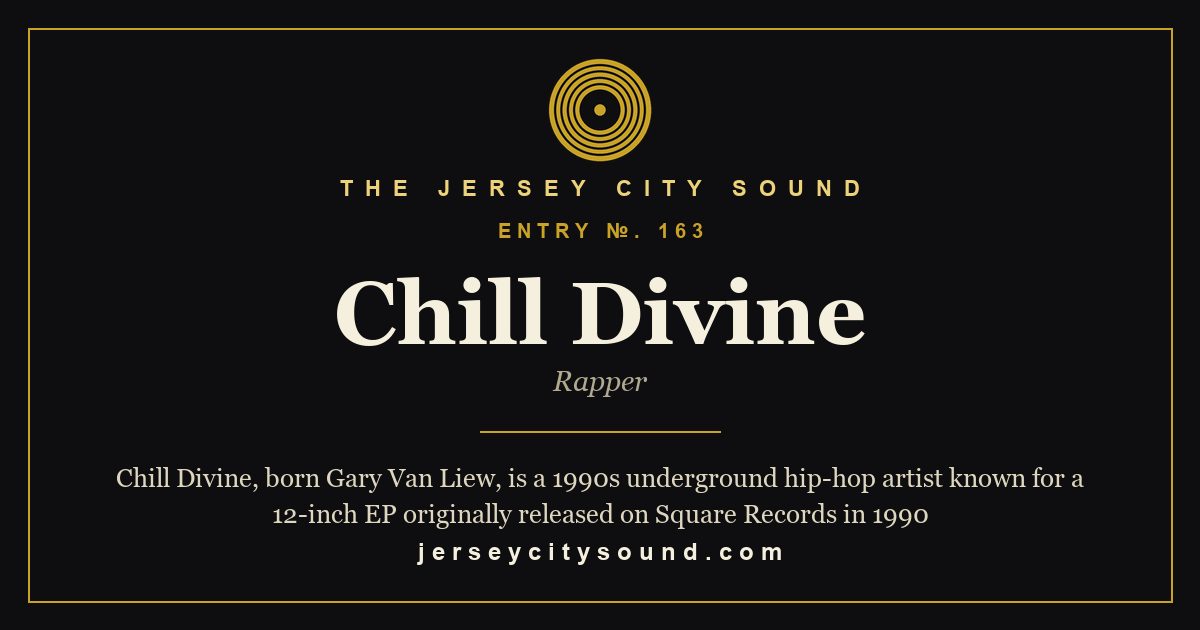 THE JERSEY CITY SOUND
ENTRY №. 163
Chill Divine
Rapper
Chill Divine, born Gary Van Liew, is a 1990s underground hip-hop artist known for a
12-inch EP originally released on Square Records in 1990
jerseycitysound.com